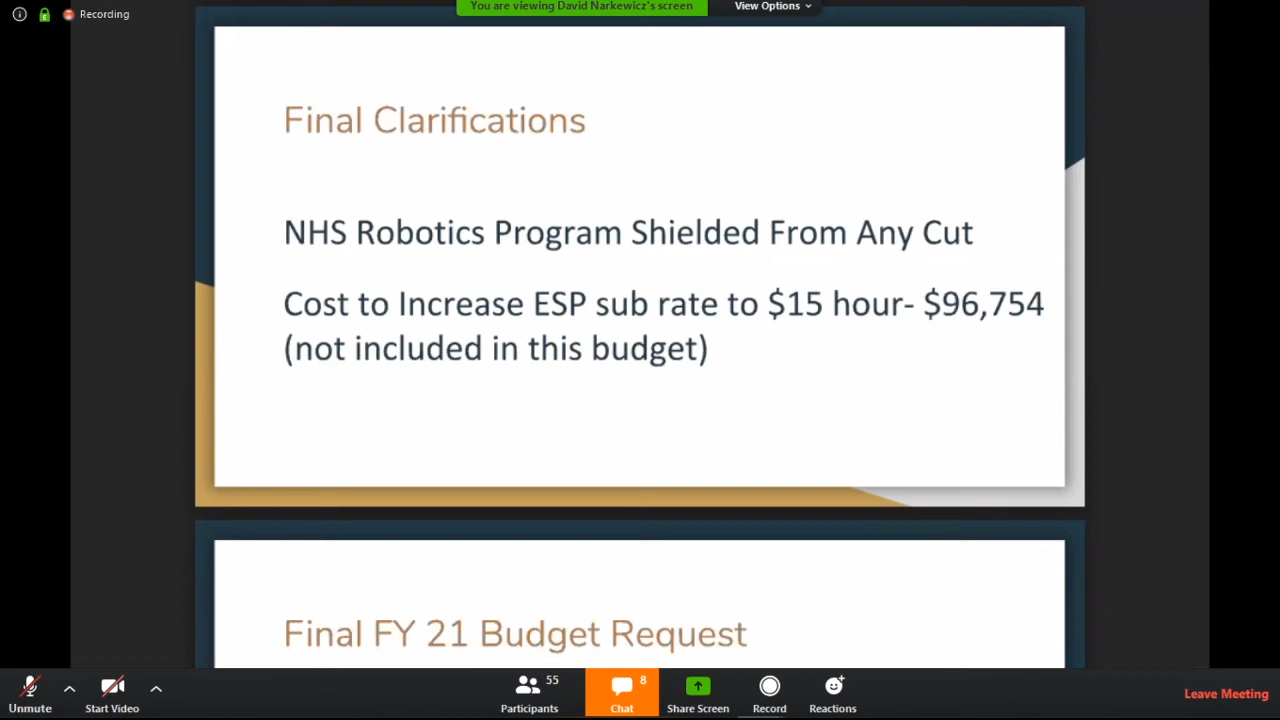 Recording
You are viewing David Narkewicz's screen
View Options
Final Clarifications
NHS Robotics Program Shielded From Any Cut
Cost to Increase ESP sub rate to $15 hour- $96,754
(not included in this budget)
Final FY 21 Budget Request
Unmute
Start Video
55
Participants
8
Chat
Share Screen
Record
Reactions
Leave Meeting